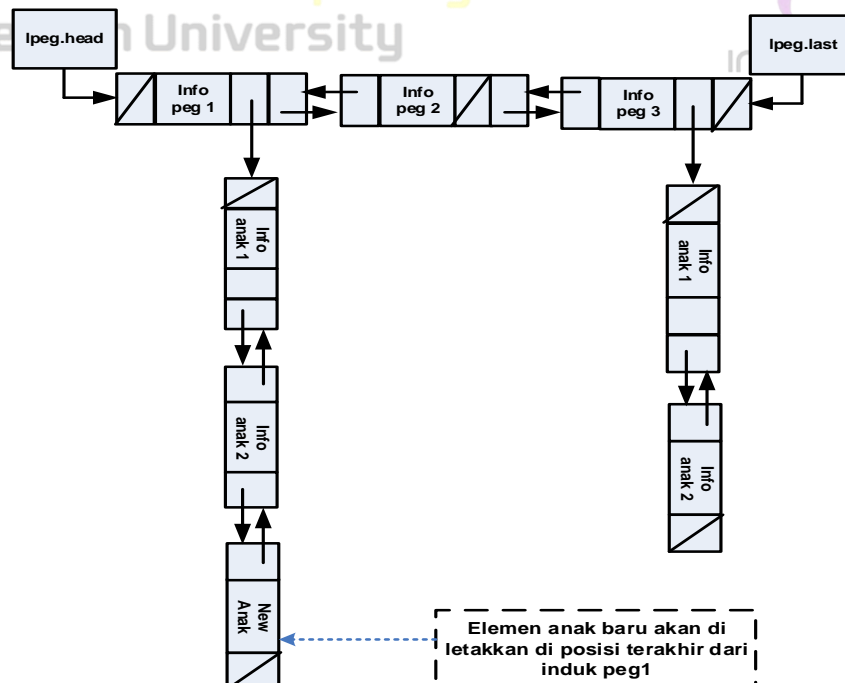 n University
lpeg.head
lpeg.last
Info
peg 1
Info
peg 2
Info
peg 3
Info
anak 1
Info
anak 1
Info
anak 2
Info
anak 2
New
Anak
Elemen anak baru akan di
letakkan di posisi terakhir dari
induk peg1